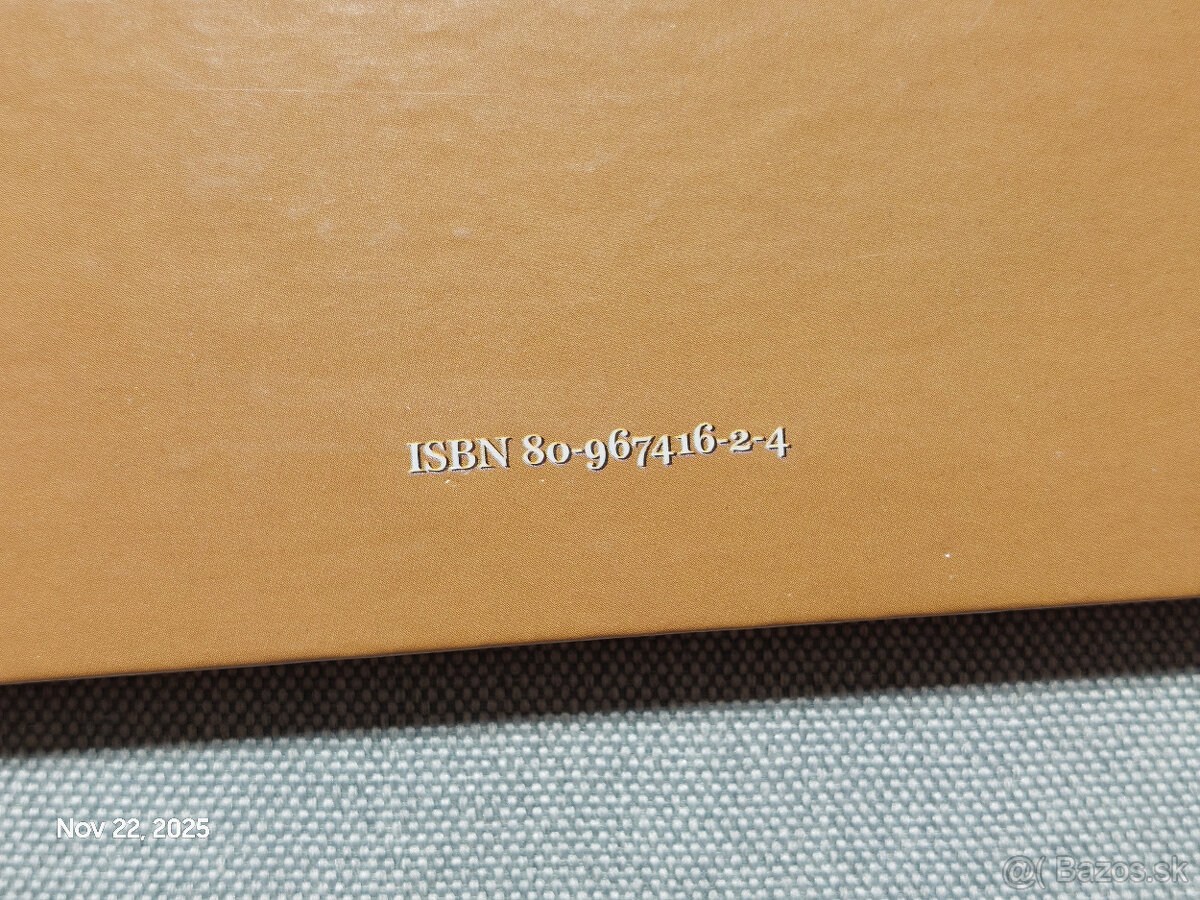 ISBN 80-967416-2-4
Nov 22, 2025
@( Bazos.sk